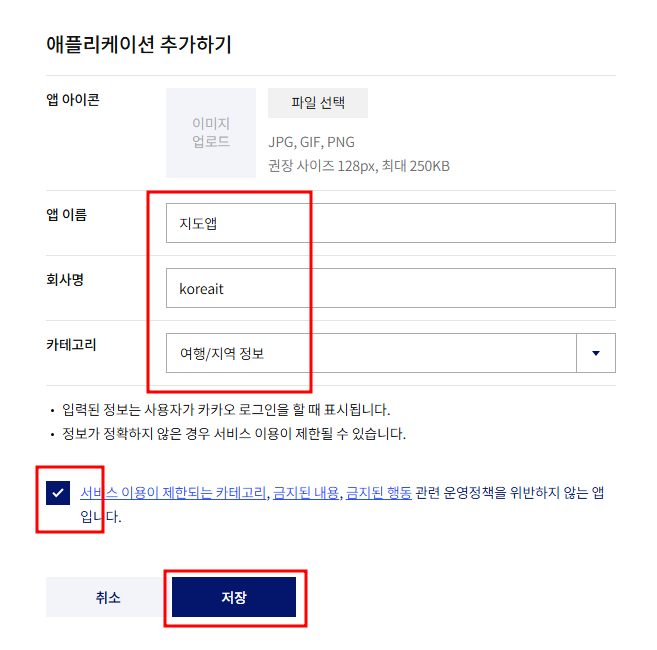 애플리케이션 추가하기
앱 아이콘
이미지
업로드
파일 선택
JPG, GIF, PNG
권장 사이즈 128px, 최대 250KB
앱 이름
지도앱
회사명
koreait
카테고리
여행/지역 정보
• 입력된 정보는 사용자가 카카오 로그인을 할 때 표시됩니다.
• 정보가 정확하지 않은 경우 서비스 이용이 제한될 수 있습니다.
서비스 이용이 제한되는 카테고리, 금지된 내용, 금지된 행동 관련 운영정책을 위반하지 않는 앱
입니다.
취소
저장